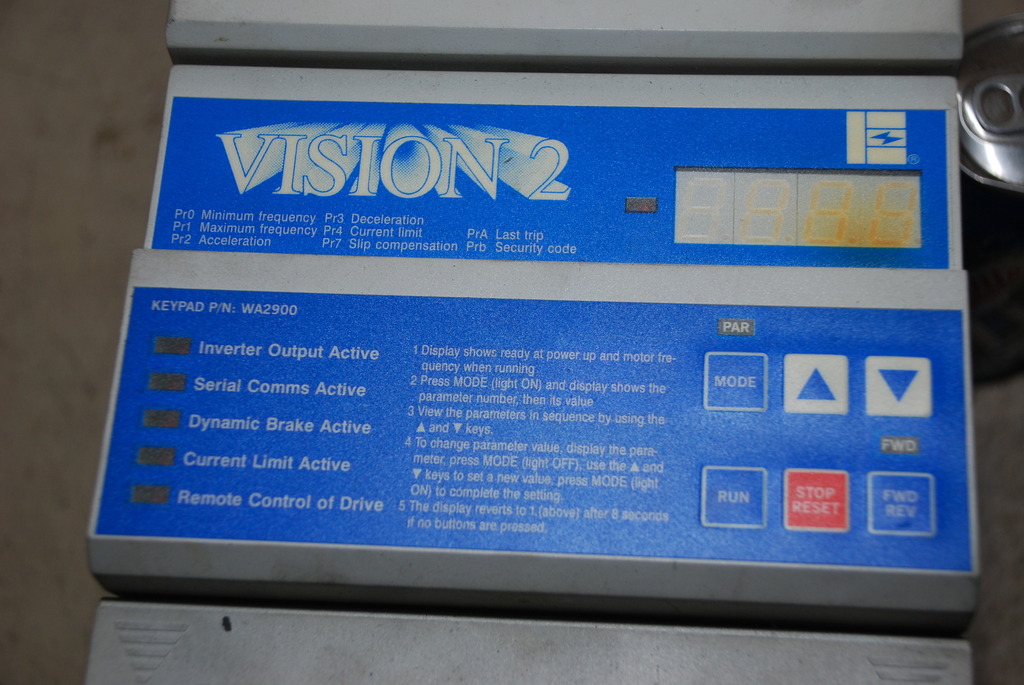 VISION 2
®
Pr0 Minimum frequency Pr3 Deceleration
Pr1 Maximum frequency Pr4 Current limit PrA Last trip
Pr2 Acceleration Pr7 Slip compensation Prb Security code
KEYPAD P/N: WA2900
Inverter Output Active
Serial Comms Active
Dynamic Brake Active
Current Limit Active
Remote Control of Drive
1 Display shows ready at power up and motor fre-
quency when running
2 Press MODE (light ON) and display shows the
parameter number, then its value
3 View the parameters in sequence by using the
▲ and ▼ keys.
4 To change parameter value, display the para-
meter, press MODE (light OFF), use the ▲ and
▼ keys to set a new value, press MODE (light
ON) to complete the setting.
5 The display reverts to 1 (above) after 8 seconds
if no buttons are pressed.
PAR
MODE
FWD
RUN
STOP
RESET
FWD
REV